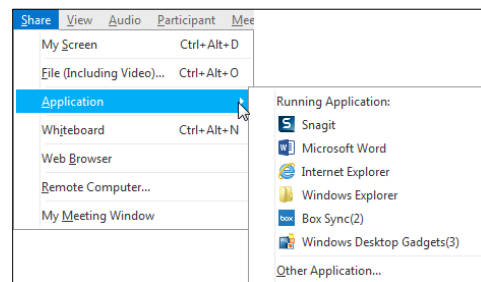 Share View Audio Participant Mee
My Screen Ctrl+Alt+D
File (Including Video)... Ctrl+Alt+O
Application
Whiteboard Ctrl+Alt+N
Web Browser
Remote Computer...
My Meeting Window
Running Application:
Snagit
Microsoft Word
Internet Explorer
Windows Explorer
box Box Sync(2)
Windows Desktop Gadgets(3)
Other Application...